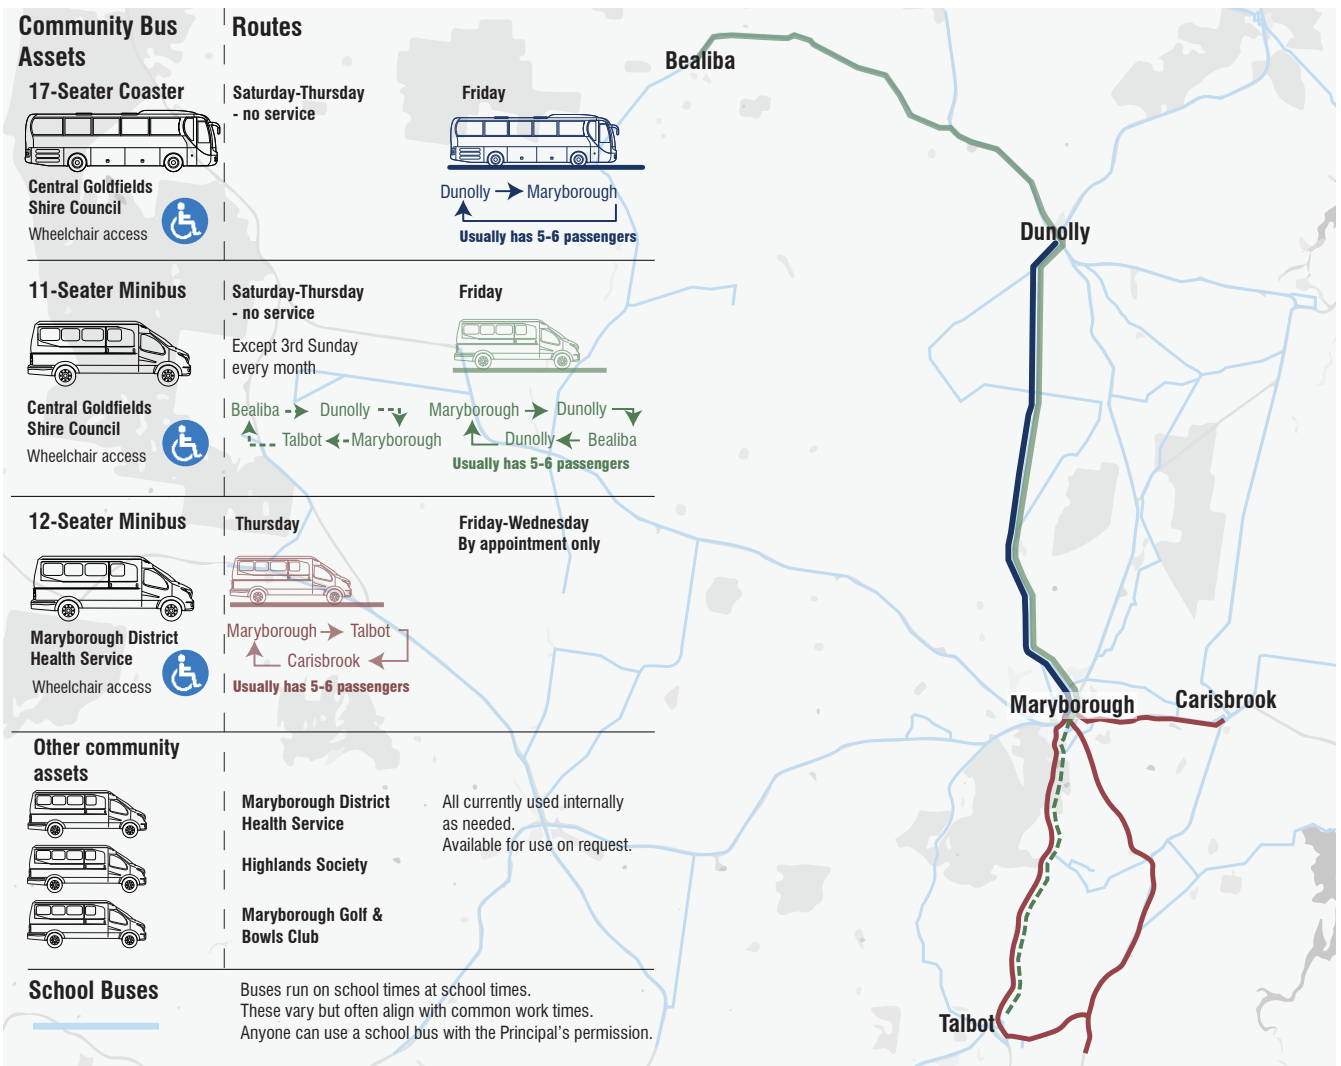 Community Bus
Assets
Routes
17-Seater Coaster
Central Goldfields
Shire Council
Wheelchair access
Saturday-Thursday
- no service
Friday
Dunolly
Maryborough
Usually has 5-6 passengers
11-Seater Minibus
Central Goldfields
Shire Council
Wheelchair access
Saturday-Thursday
- no service
Except 3rd Sunday
every month
Bealiba
Dunolly
Talbot
Maryborough
Friday
Maryborough
Dunolly
Dunolly
Bealiba
Usually has 5-6 passengers
12-Seater Minibus
Maryborough District
Health Service
Wheelchair access
Thursday
Maryborough
Talbot
Carisbrook
Usually has 5-6 passengers
Friday-Wednesday
By appointment only
Other community
assets
Maryborough District
Health Service
Highlands Society
Maryborough Golf &
Bowls Club
All currently used internally
as needed.
Available for use on request.
School Buses
Buses run on school times at school times.
These vary but often align with common work times.
Anyone can use a school bus with the Principal's permission.
Bealiba
Dunolly
Maryborough
Carisbrook
Talbot